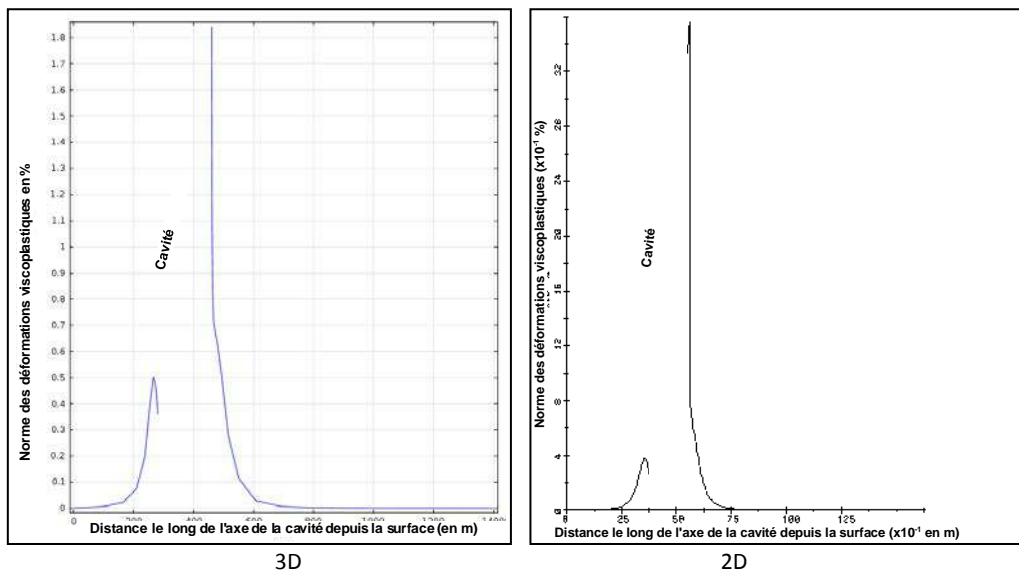 1.8
1.7
1.6
1.5
1.4
1.3
1.2
1.1
1
0.9
0.8
0.7
0.6
0.5
0.4
0.3
0.2
0.1
0
Norme des déformations viscoplastiques en %
Cavité
0 200 400 600 800 1000 1200 1400
Distance le long de l'axe de la cavité depuis la surface (en m)
3D
32
28
24
20
16
12
8
4
0
Norme des déformations viscoplastiques (x10⁻¹ %)
Cavité
0 25 50 75 100 125
Distance le long de l'axe de la cavité depuis la surface (x10⁻¹ en m)
2D